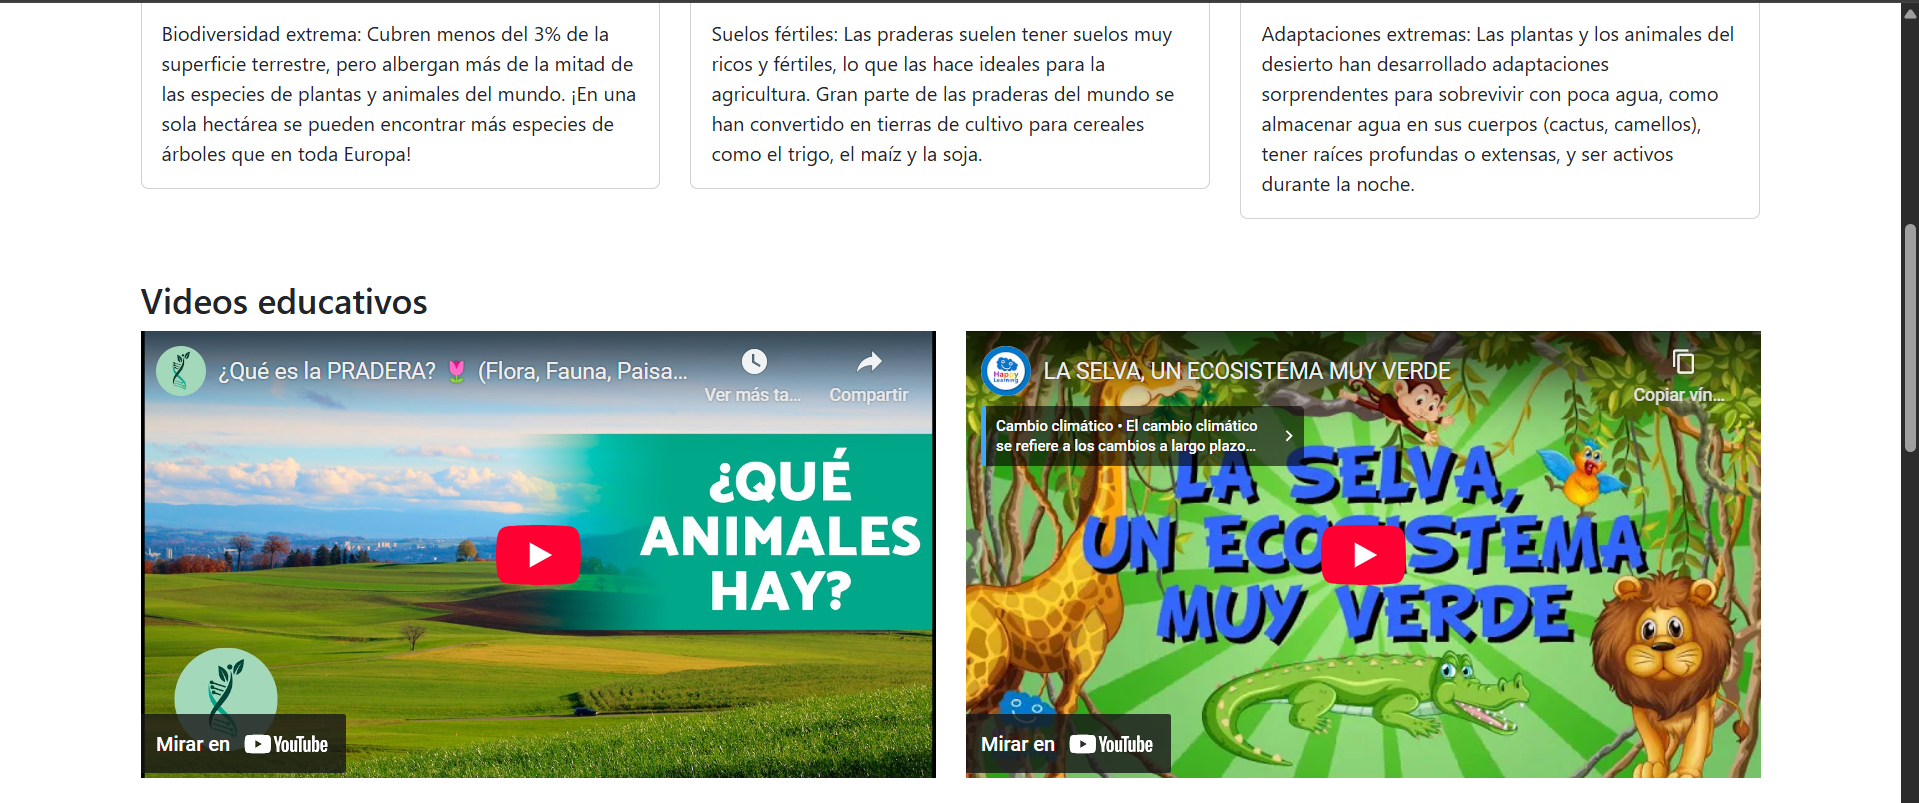 Biodiversidad extrema: Cubren menos del 3% de la
superficie terrestre, pero albergan más de la mitad de
las especies de plantas y animales del mundo. ¡En una
sola hectárea se pueden encontrar más especies de
árboles que en toda Europa!
Suelos fértiles: Las praderas suelen tener suelos muy
ricos y fértiles, lo que las hace ideales para la
agricultura. Gran parte de las praderas del mundo se
han convertido en tierras de cultivo para cereales
como el trigo, el maíz y la soja.
Adaptaciones extremas: Las plantas y los animales del
desierto han desarrollado adaptaciones
sorprendentes para sobrevivir con poca agua, como
almacenar agua en sus cuerpos (cactus, camellos),
tener raíces profundas o extensas, y ser activos
durante la noche.
Videos educativos
¿Qué es la PRADERA? 🌷 (Flora, Fauna, Paisa...
Ver más ta...
Compartir
¿QUÉ
ANIMALES
HAY?
Mirar en YouTube
Happy
Learning
LA SELVA, UN ECOSISTEMA MUY VERDE
Copiar vín...
Cambio climático • El cambio climático
se refiere a los cambios a largo plazo...
LA SELVA,
UN ECOSISTEMA
MUY VERDE
Mirar en YouTube